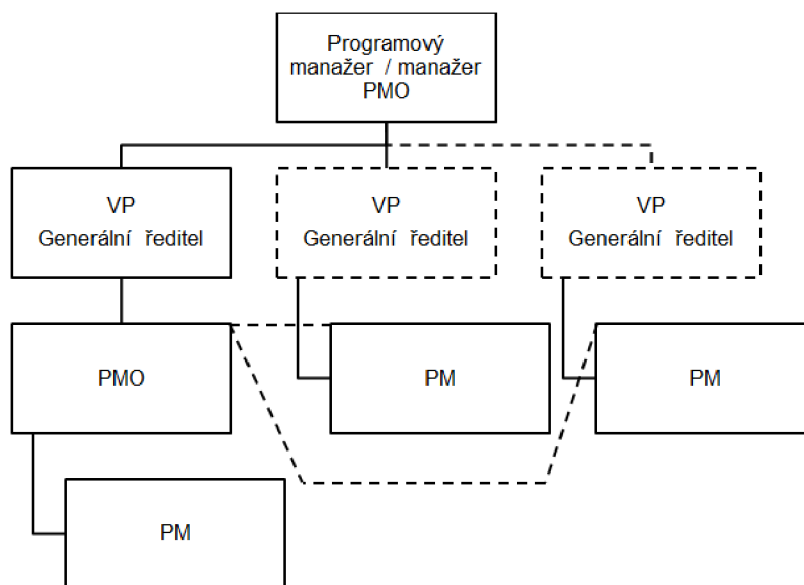 Programový
manažer / manažer
PMO
VP
Generální ředitel
VP
Generální ředitel
VP
Generální ředitel
PMO
PM
PM
PM